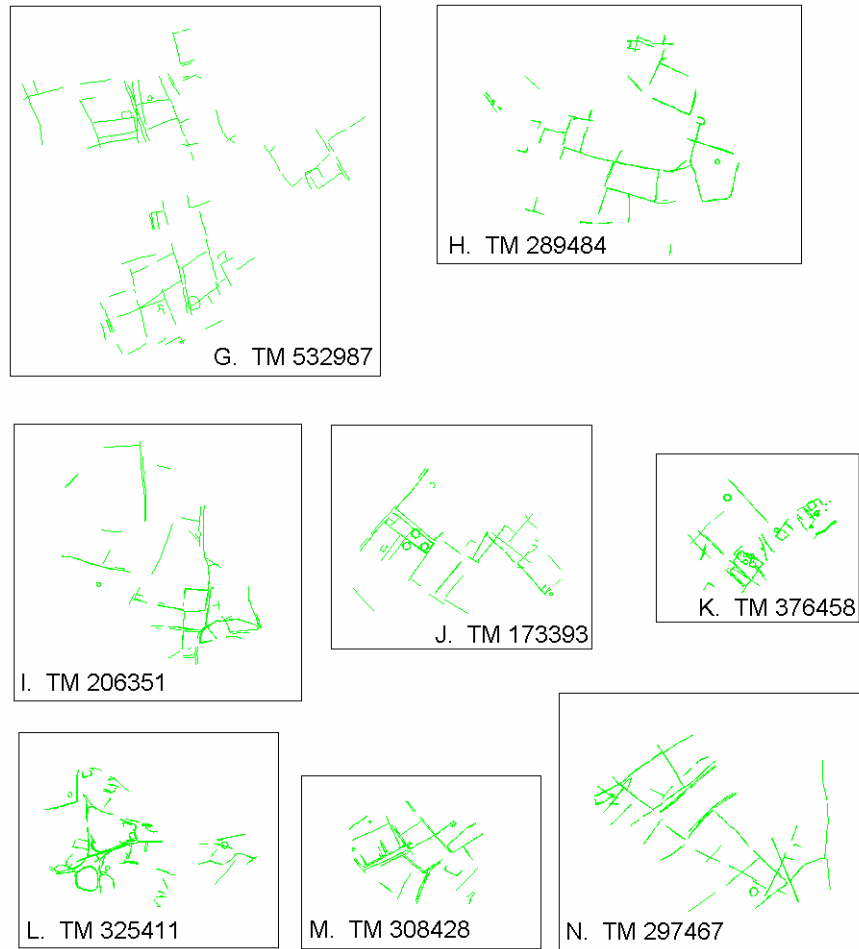 G. TM 532987
H. TM 289484
I. TM 206351
J. TM 173393
K. TM 376458
L. TM 325411
M. TM 308428
N. TM 297467